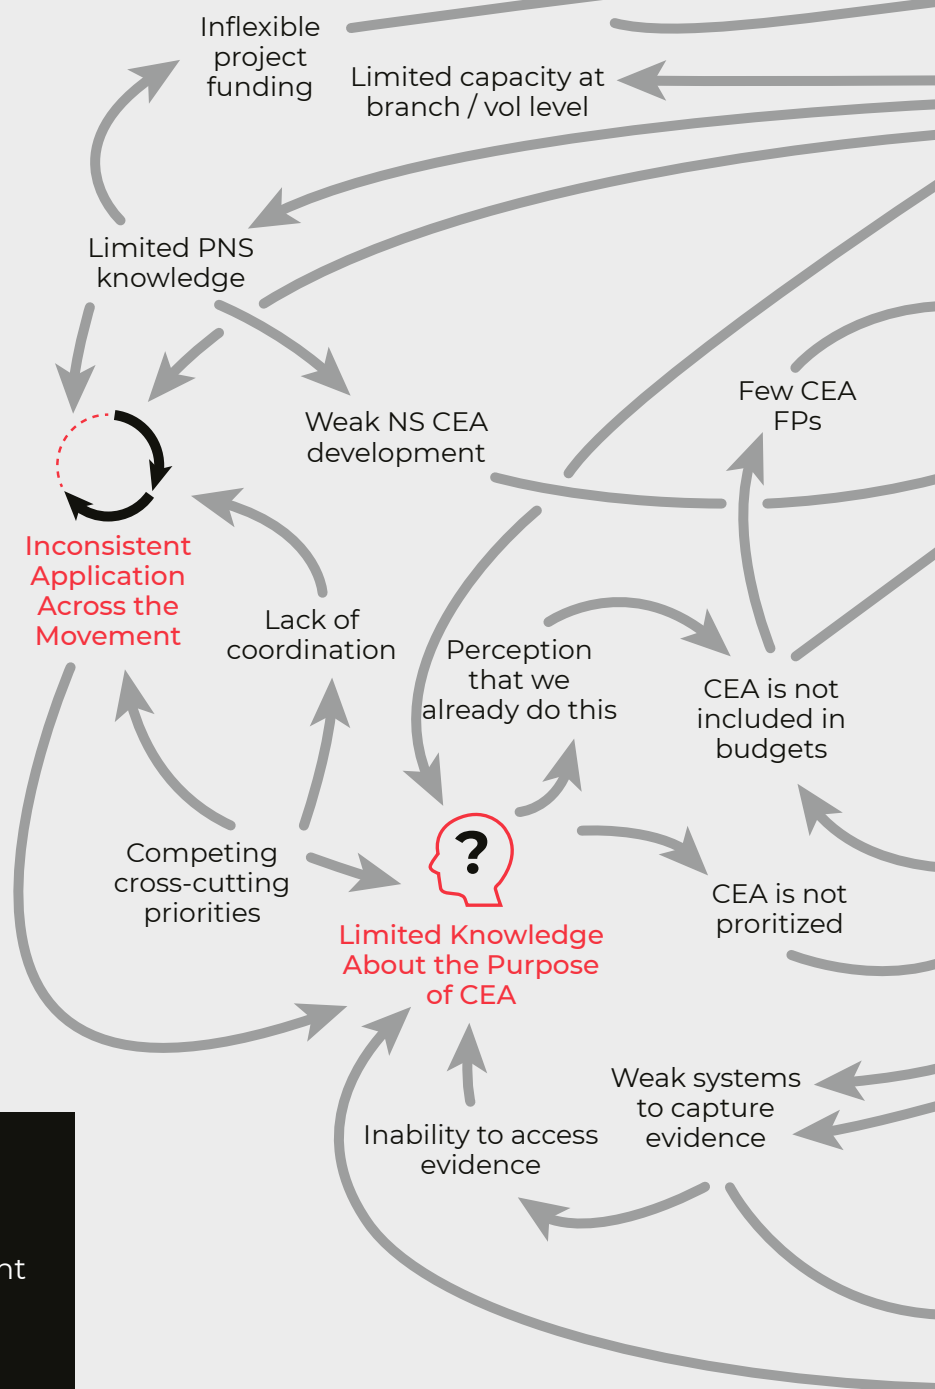 Inflexible
project
funding
Limited capacity at
branch / vol level
Limited PNS
knowledge
Few CEA
FPs
Weak NS CEA
development
Inconsistent
Application
Across the
Movement
Lack of
coordination
Perception
that we
already do this
CEA is not
included in
budgets
?
Competing
cross-cutting
priorities
CEA is not
proritized
Limited Knowledge
About the Purpose
of CEA
Weak systems
to capture
evidence
Inability to access
evidence
nt